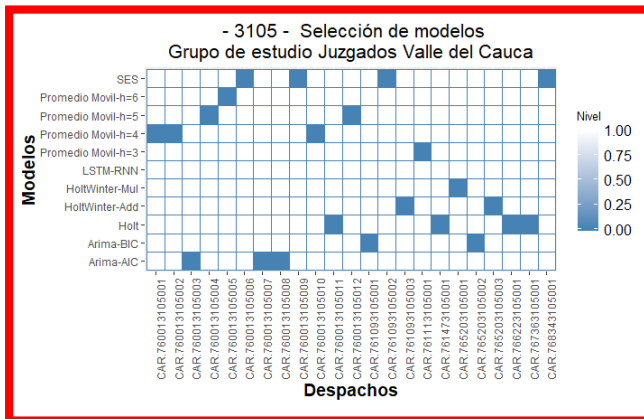 - 3105 -  Selección de modelos
Grupo de estudio Juzgados Valle del Cauca
Modelos
SES
Promedio Movil-h=6
Promedio Movil-h=5
Promedio Movil-h=4
Promedio Movil-h=3
LSTM-RNN
HoltWinter-Mul
HoltWinter-Add
Holt
Arima-BIC
Arima-AIC
CAR.760013105001
CAR.760013105002
CAR.760013105003
CAR.760013105004
CAR.760013105005
CAR.760013105006
CAR.760013105007
CAR.760013105008
CAR.760013105009
CAR.760013105010
CAR.760013105011
CAR.760013105012
CAR.761093105001
CAR.761093105002
CAR.761093105003
CAR.761113105001
CAR.761473105001
CAR.765203105001
CAR.765203105002
CAR.765203105003
CAR.766223105001
CAR.767363105001
CAR.768343105001
Despachos
Nivel
1.00
0.75
0.50
0.25
0.00